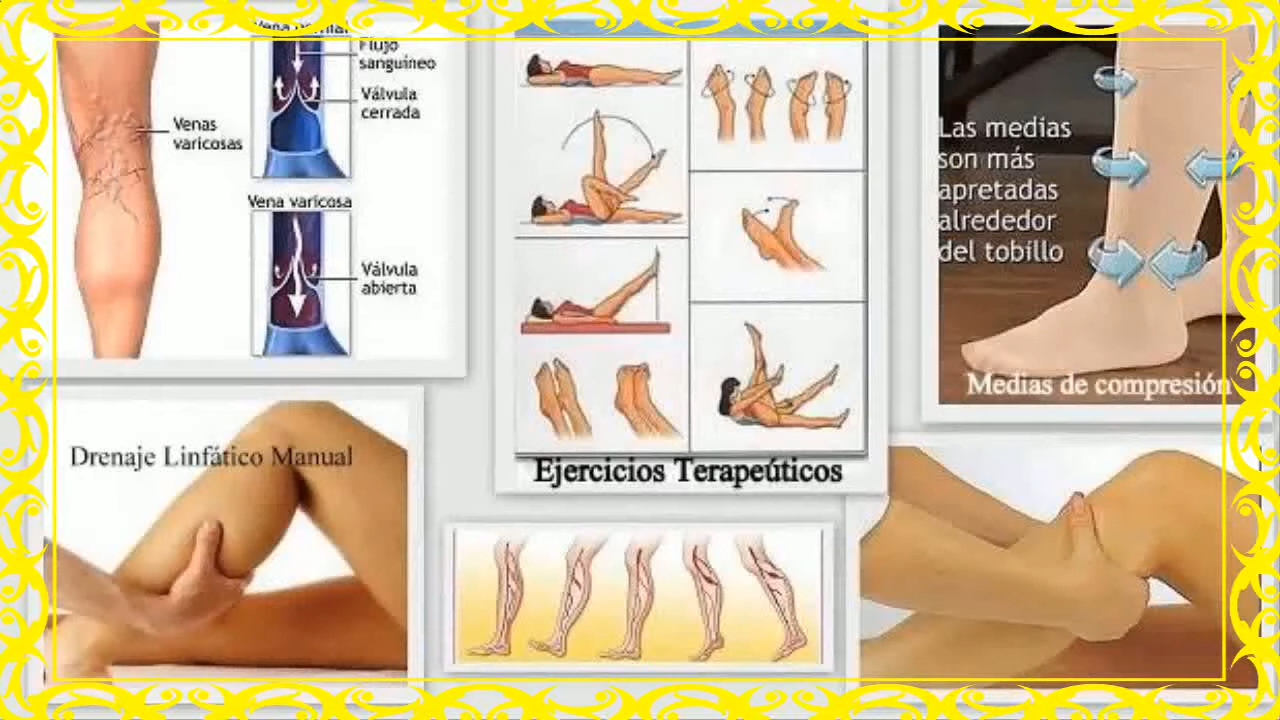 Flujo
sanguíneo
Válvula
cerrada
Venas
varicosas
Vena varicosa
Válvula
abierta
Ejercicios Terapeúticos
Las medias
son más
apretadas
alrededor
del tobillo
Medias de compresión
Drenaje Linfático Manual